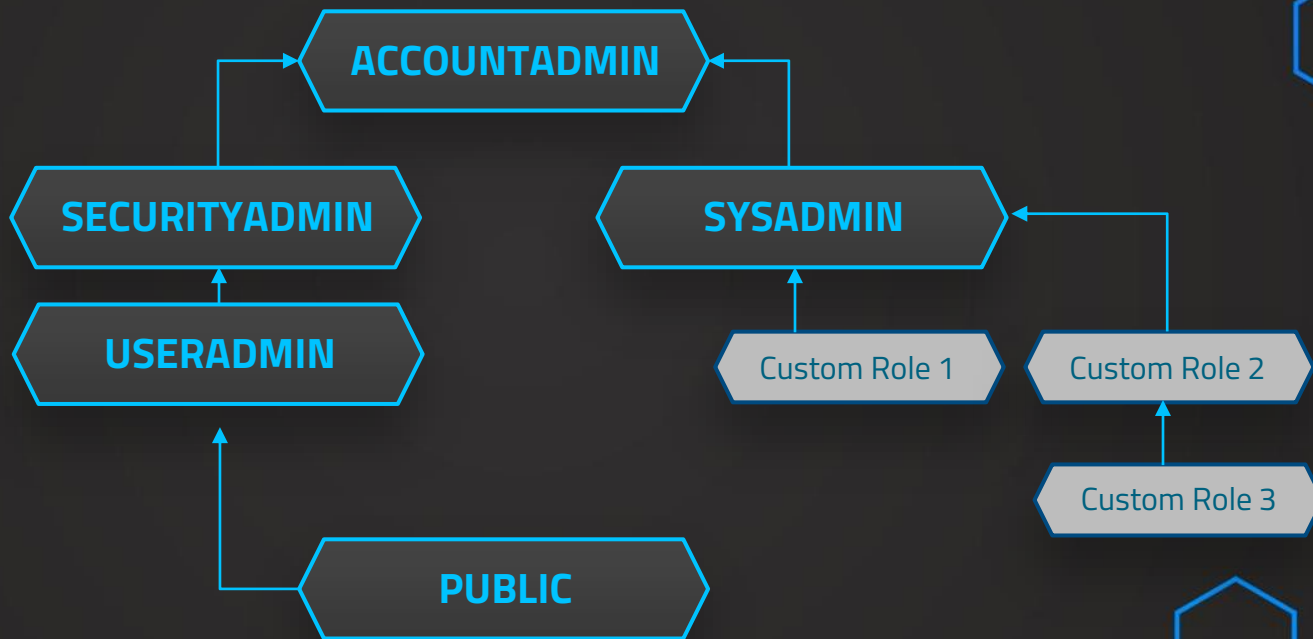 ACCOUNTADMIN
SECURITYADMIN
SYSADMIN
USERADMIN
Custom Role 1
Custom Role 2
Custom Role 3
PUBLIC